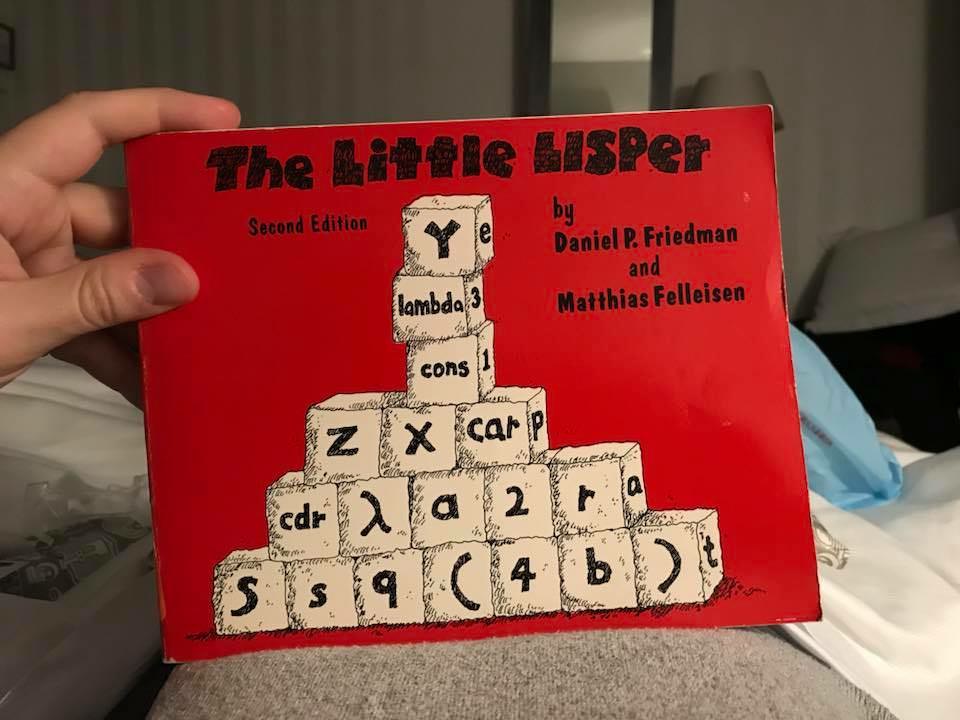 The Little LISPer
Second Edition
by
Daniel P. Friedman
and
Matthias Felleisen
Y e
lambda 3
cons 1
Z X car p
cdr λ a 2 r a
S s q ( 4 b ) t